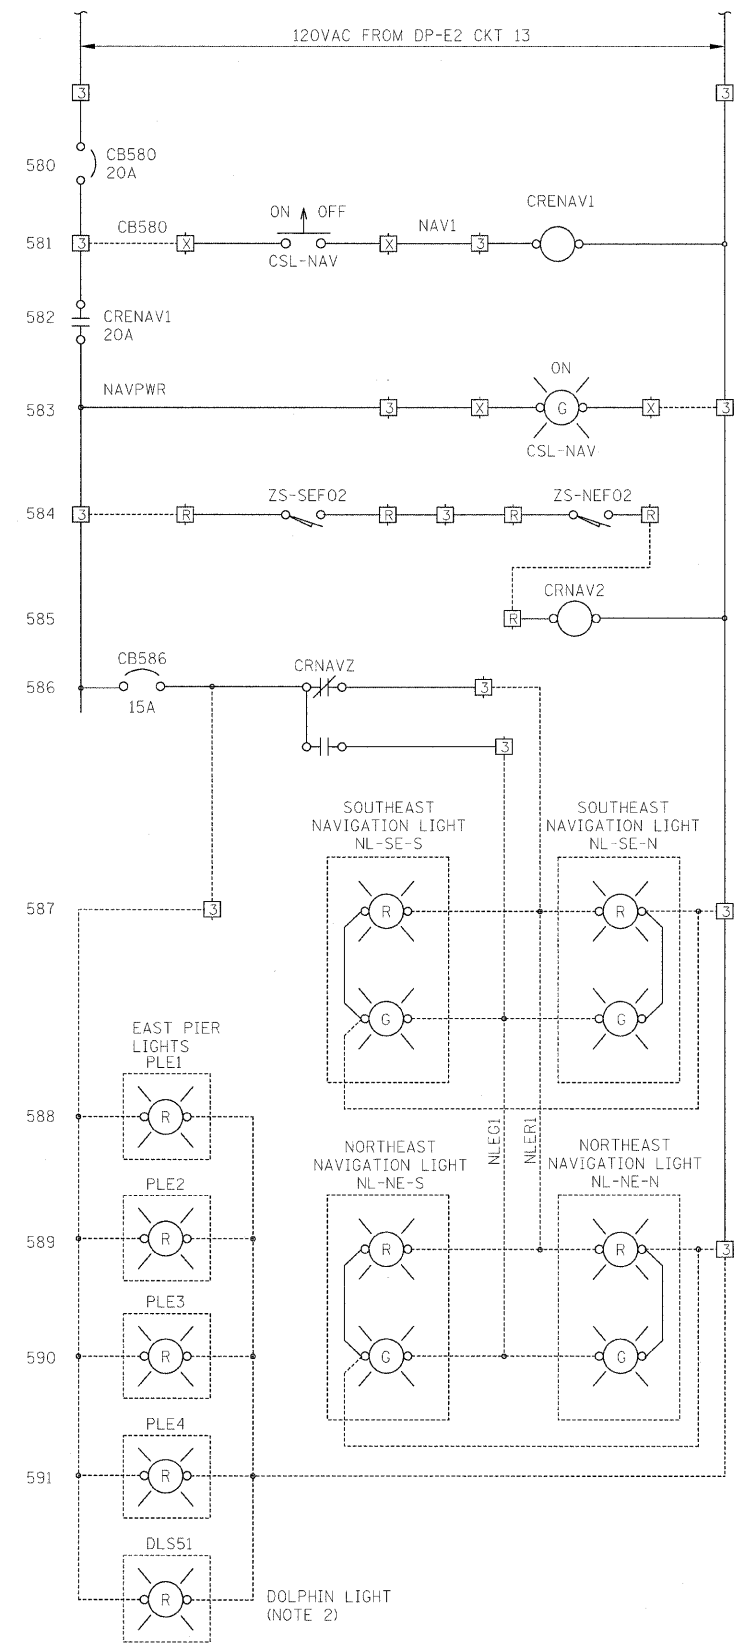 120VAC FROM DP-E2 CKT 13
3 3
580 CB580
20A
ON OFF CRENAV1
581 3 CB580 X CSL-NAV X NAV1 3
582 CRENAV1
20A
NAVPWR ON
583 3 X G X 3
CSL-NAV
ZS-SEF02 ZS-NEF02
584 3 R R 3 R R
CRNAV2
585 R
CB586 CRNAVZ
586 3
15A
3
SOUTHEAST
NAVIGATION LIGHT
NL-SE-S
SOUTHEAST
NAVIGATION LIGHT
NL-SE-N
587 3 R R 3
G G
EAST PIER
LIGHTS
PLE1
588 R
NLEG1
NLER1
NORTHEAST
NAVIGATION LIGHT
NL-NE-S
NORTHEAST
NAVIGATION LIGHT
NL-NE-N
PLE2
589 R R R 3
PLE3
590 R G G
PLE4
591 R
DLS51
R
DOLPHIN LIGHT
(NOTE 2)